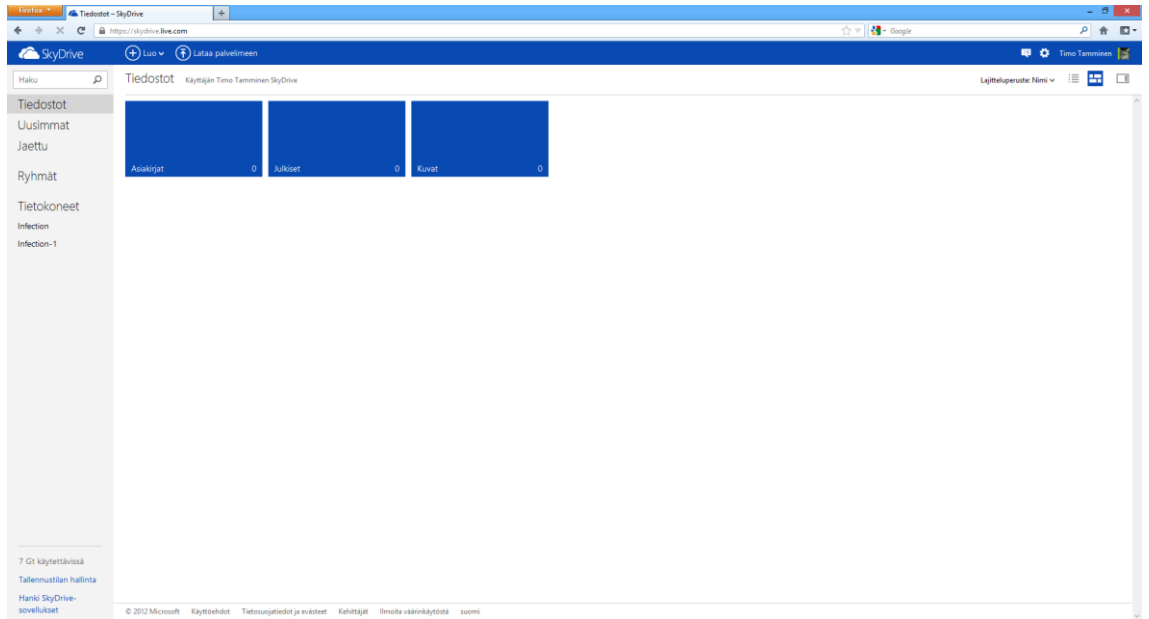 Firefox
Tiedostot – SkyDrive
https://skydrive.live.com
Google
SkyDrive
Luo
Lataa palvelimeen
Timo Tamminen
Haku
Tiedostot Käyttäjän Timo Tamminen SkyDrive
Lajitteluperuste: Nimi
Tiedostot
Uusimmat
Jaettu
Ryhmät
Tietokoneet
Infection
Infection-1
Asiakirjat 0
Julkiset 0
Kuvat 0
7 Gt käytettävissä
Tallennustilan hallinta
Hanki SkyDrive-
sovellukset
© 2012 Microsoft Käyttöehdot Tietosuojatiedot ja evästeet Kehittäjät Ilmoita väärinkäytöstä suomi